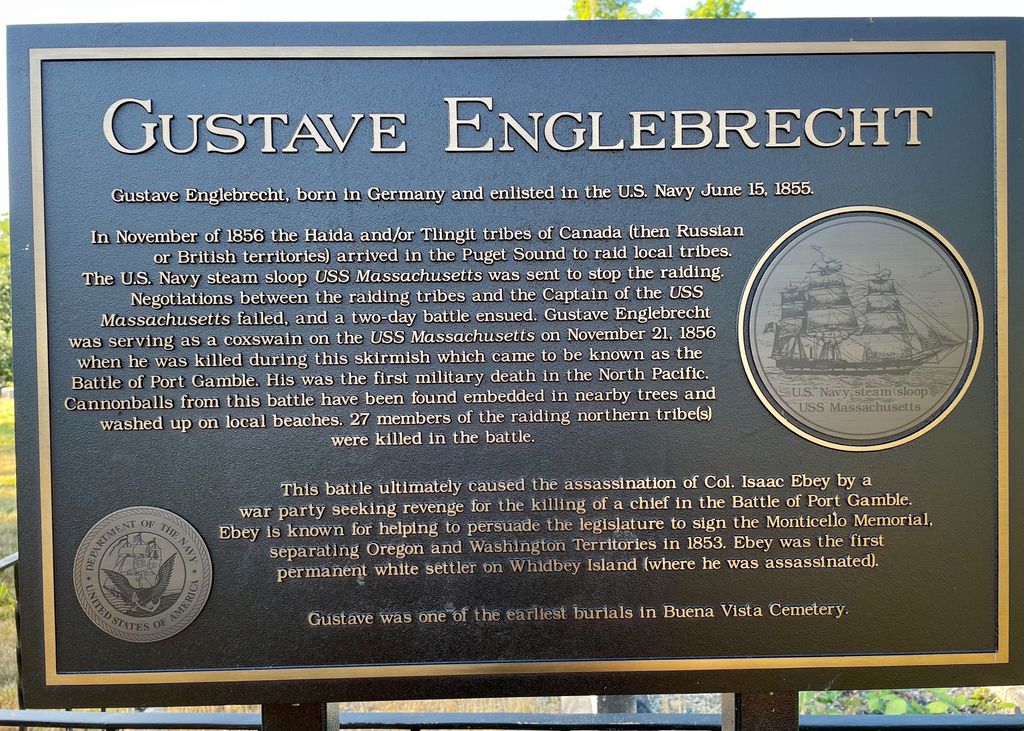 GUSTAVE ENGLEBRECHT
Gustave Englebrecht, born in Germany and enlisted in the U.S. Navy June 15, 1855.
In November of 1856 the Haida and/or Tlingit tribes of Canada (then Russian
or British territories) arrived in the Puget Sound to raid local tribes.
The U.S. Navy steam sloop USS Massachusetts was sent to stop the raiding.
Negotiations between the raiding tribes and the Captain of the USS
Massachusetts failed, and a two-day battle ensued. Gustave Englebrecht
was serving as a coxswain on the USS Massachusetts on November 21, 1856
when he was killed during this skirmish which came to be known as the
Battle of Port Gamble. His was the first military death in the North Pacific.
Cannonballs from this battle have been found embedded in nearby trees and
washed up on local beaches. 27 members of the raiding northern tribe(s)
were killed in the battle.
U.S. Navy steam sloop
USS Massachusetts
This battle ultimately caused the assassination of Col. Isaac Ebey by a
war party seeking revenge for the killing of a chief in the Battle of Port Gamble.
Ebey is known for helping to persuade the legislature to sign the Monticello Memorial,
separating Oregon and Washington Territories in 1853. Ebey was the first
permanent white settler on Whidbey Island (where he was assassinated).
Gustave was one of the earliest burials in Buena Vista Cemetery.
DEPARTMENT OF THE NAVY
UNITED STATES OF AMERICA